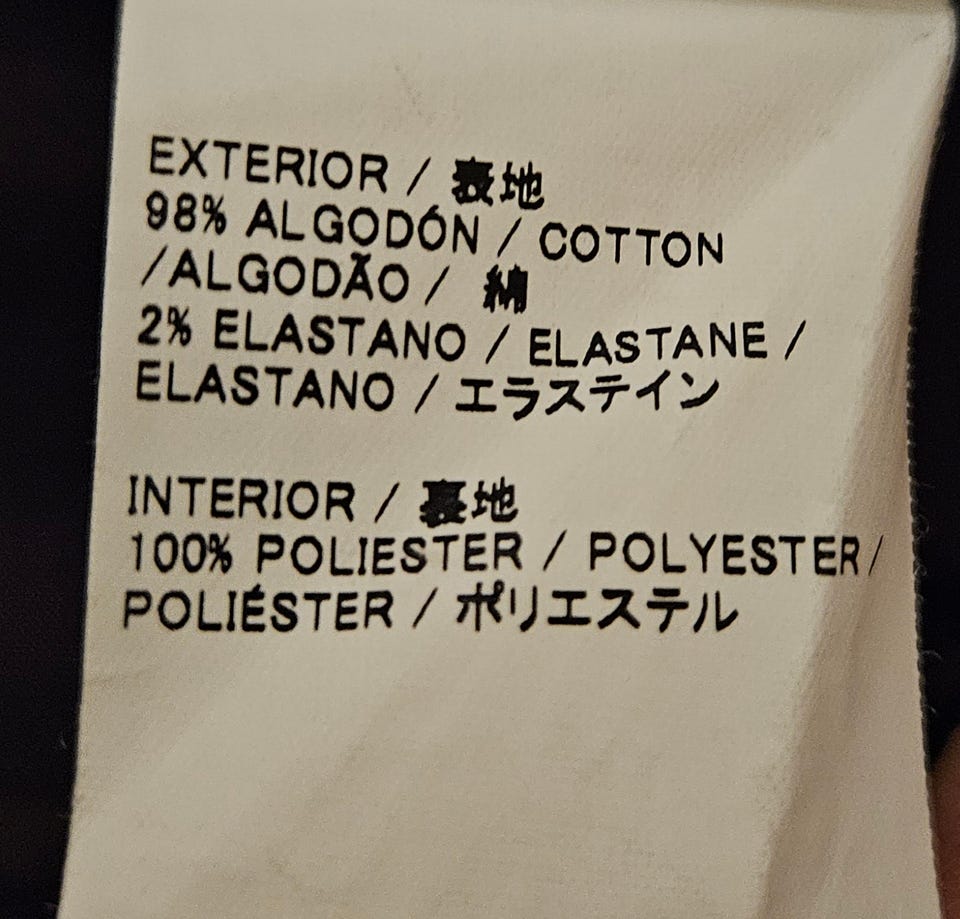 EXTERIOR / 表地
98% ALGODÓN / COTTON
/ALGODÃO / 綿
2% ELASTANO / ELASTANE /
ELASTANO / エラステイン
INTERIOR / 裏地
100% POLIESTER / POLYESTER/
POLIÉSTER / ポリエステル